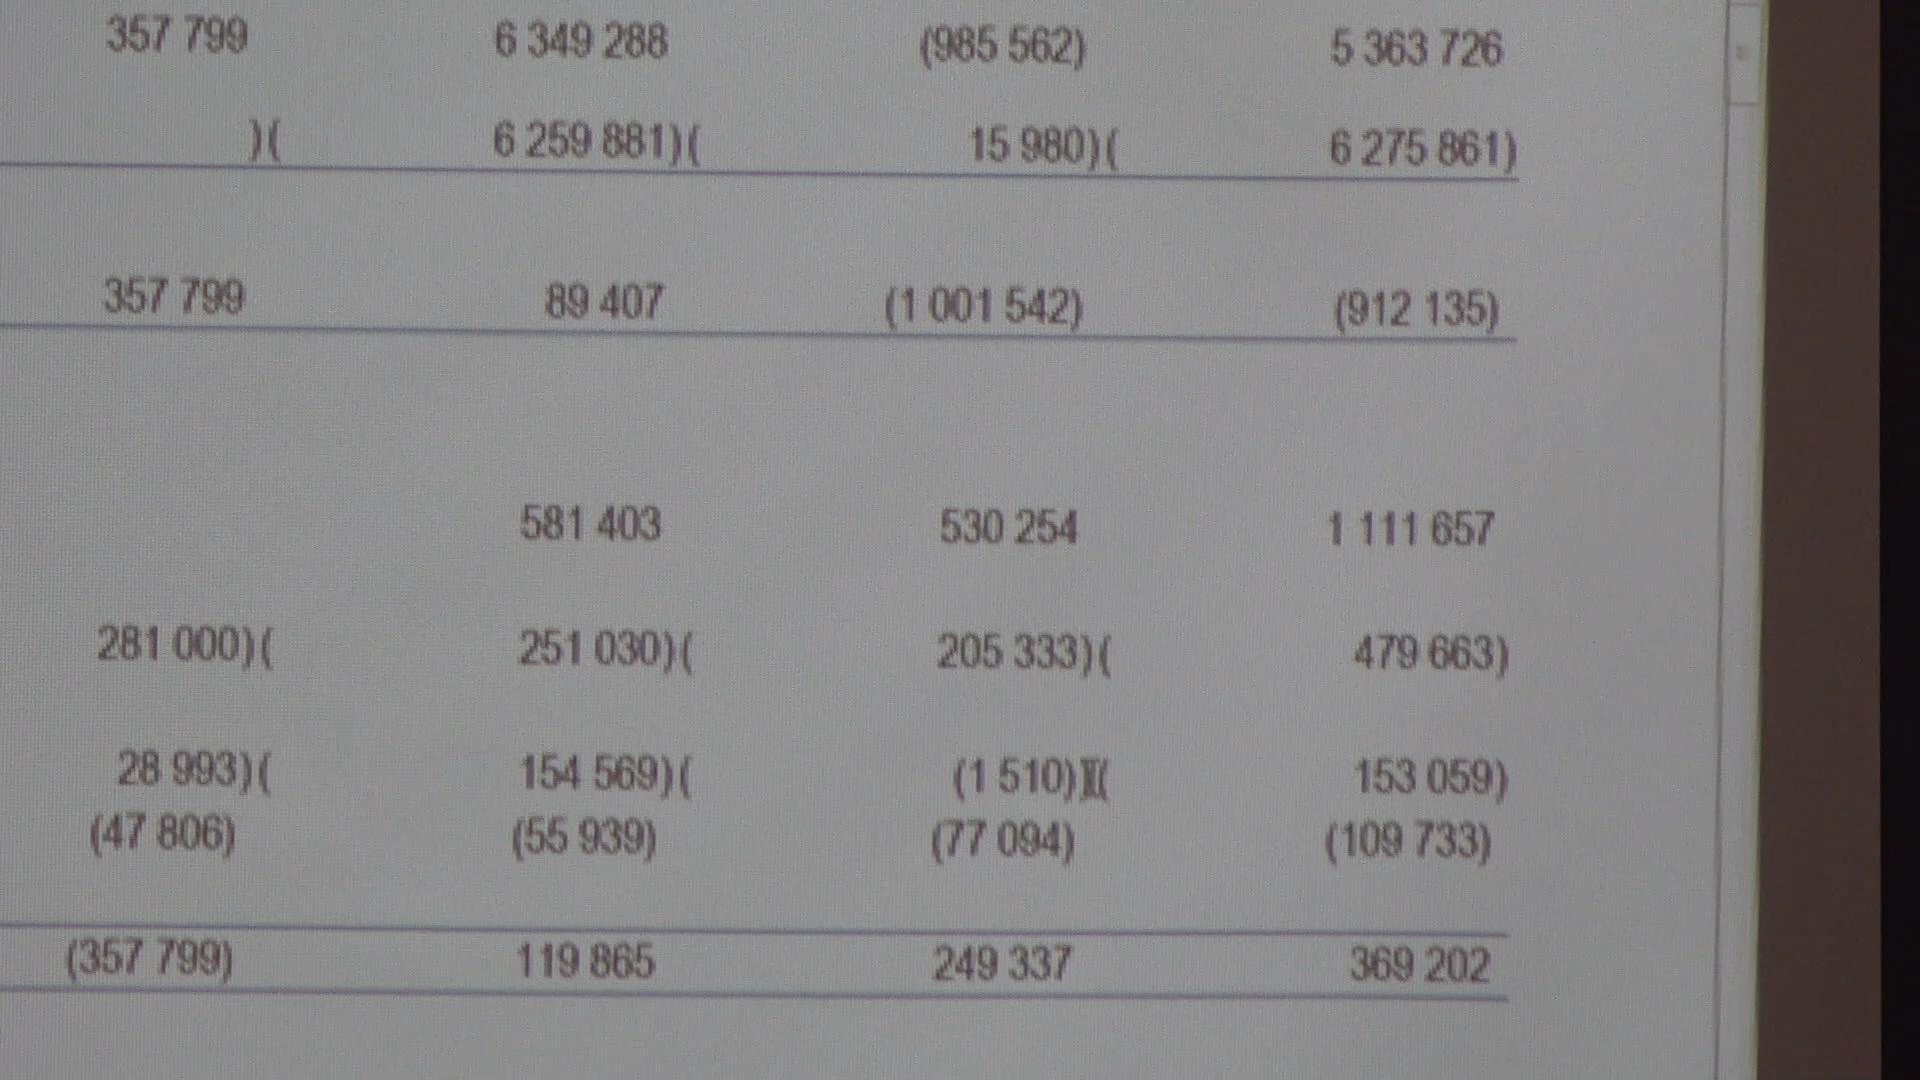 357 799 6 349 288 (985 562) 5 363 726
)( 6 259 881)( 15 980)( 6 275 861)
357 799 89 407 (1 001 542) (912 135)
581 403 530 254 1 111 657
281 000)( 251 030)( 205 333)( 479 663)
28 993)( 154 569)( (1 510))( 153 059)
(47 806) (55 939) (77 094) (109 733)
(357 799) 119 865 249 337 369 202